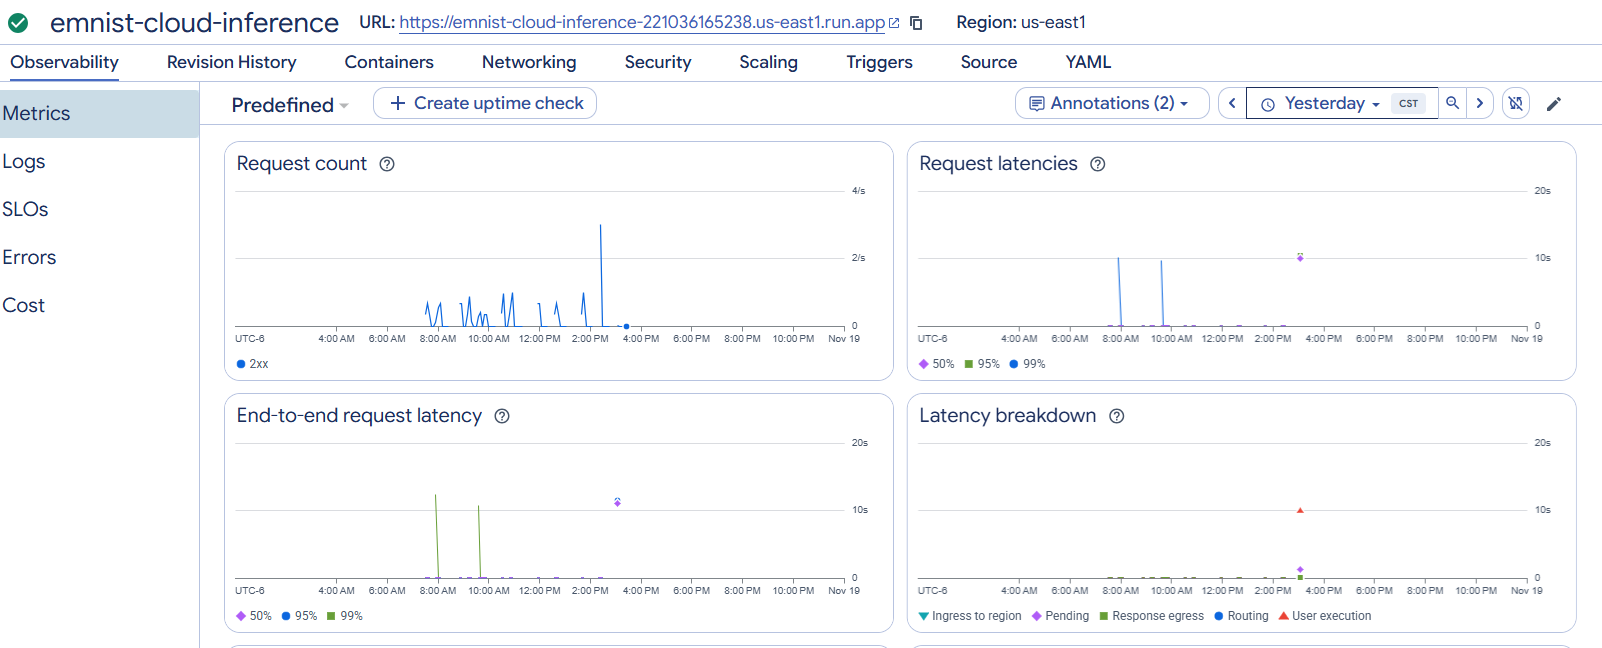 emnist-cloud-inference URL: https://emnist-cloud-inference-221036165238.us-east1.run.app Region: us-east1
Observability Revision History Containers Networking Security Scaling Triggers Source YAML
Metrics
Logs
SLOs
Errors
Cost
Predefined + Create uptime check Annotations (2) Yesterday CST
Request count
4/s
2/s
0
UTC-6 4:00 AM 6:00 AM 8:00 AM 10:00 AM 12:00 PM 2:00 PM 4:00 PM 6:00 PM 8:00 PM 10:00 PM Nov 19
2xx
Request latencies
20s
10s
0
UTC-6 4:00 AM 6:00 AM 8:00 AM 10:00 AM 12:00 PM 2:00 PM 4:00 PM 6:00 PM 8:00 PM 10:00 PM Nov 19
50% 95% 99%
End-to-end request latency
20s
10s
0
UTC-6 4:00 AM 6:00 AM 8:00 AM 10:00 AM 12:00 PM 2:00 PM 4:00 PM 6:00 PM 8:00 PM 10:00 PM Nov 19
50% 95% 99%
Latency breakdown
20s
10s
0
UTC-6 4:00 AM 6:00 AM 8:00 AM 10:00 AM 12:00 PM 2:00 PM 4:00 PM 6:00 PM 8:00 PM 10:00 PM Nov 19
Ingress to region Pending Response egress Routing User execution